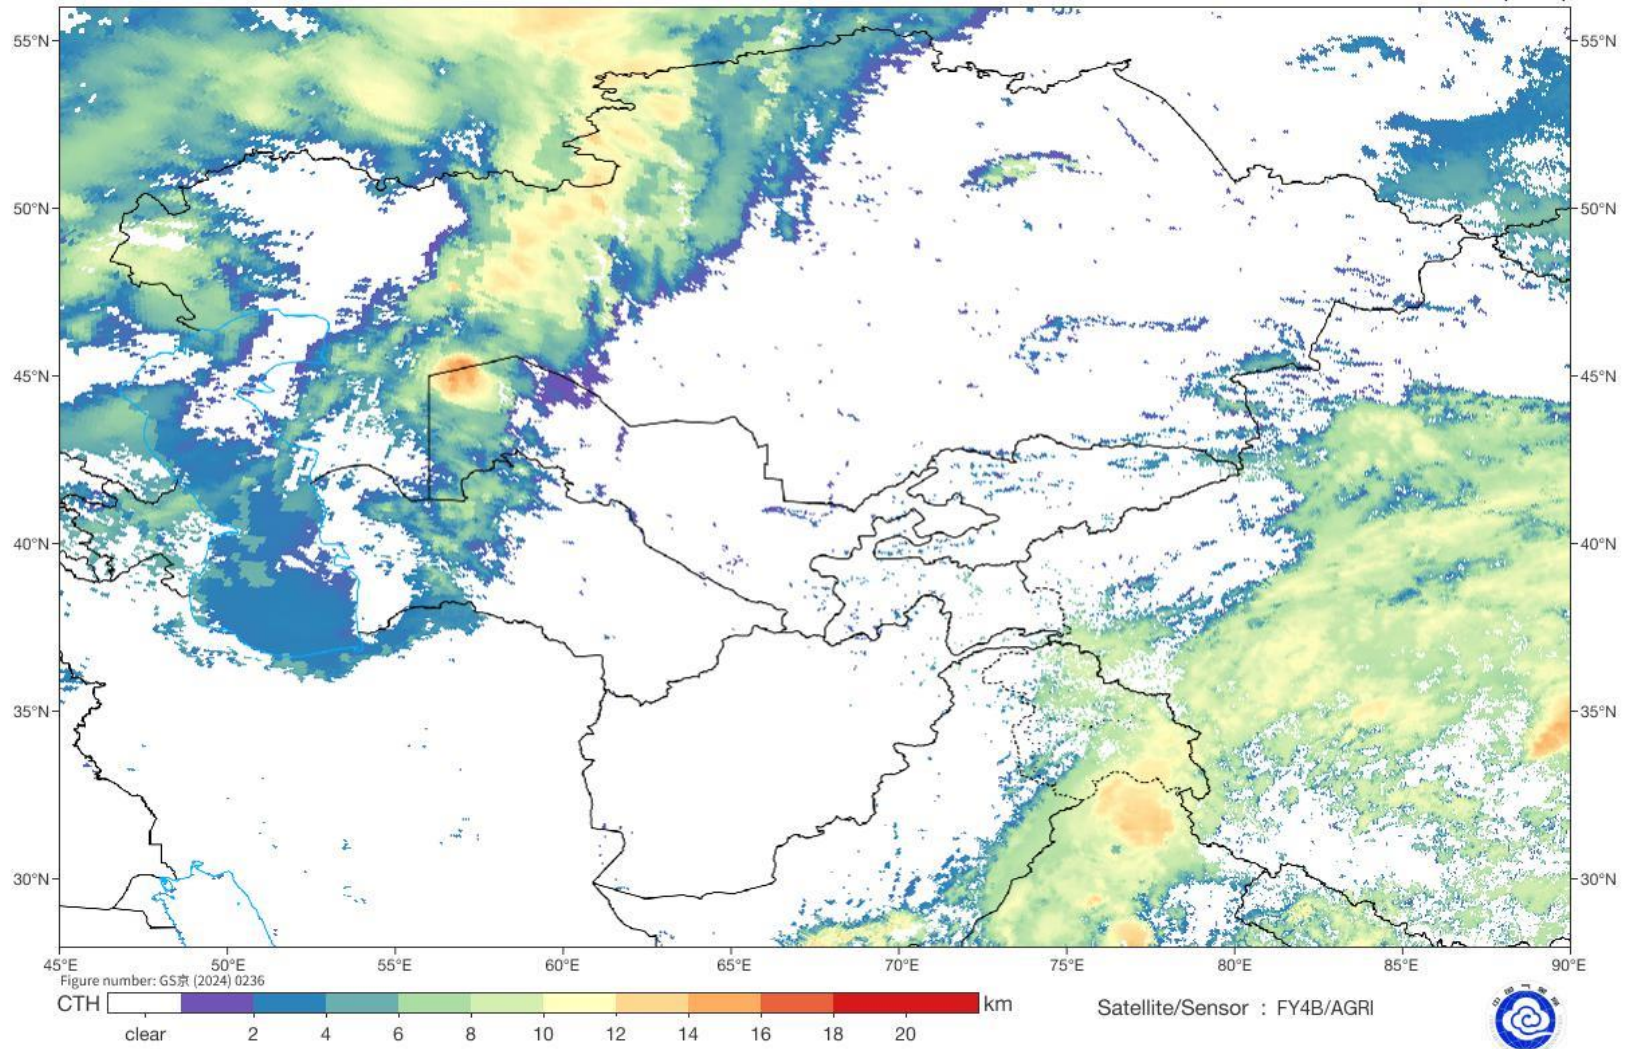 55°N 55°N
50°N 50°N
45°N 45°N
40°N 40°N
35°N 35°N
30°N 30°N
45°E 50°E 55°E 60°E 65°E 70°E 75°E 80°E 85°E 90°E
Figure number: GS京 (2024) 0236
CTH km Satellite/Sensor : FY4B/AGRI
clear 2 4 6 8 10 12 14 16 18 20